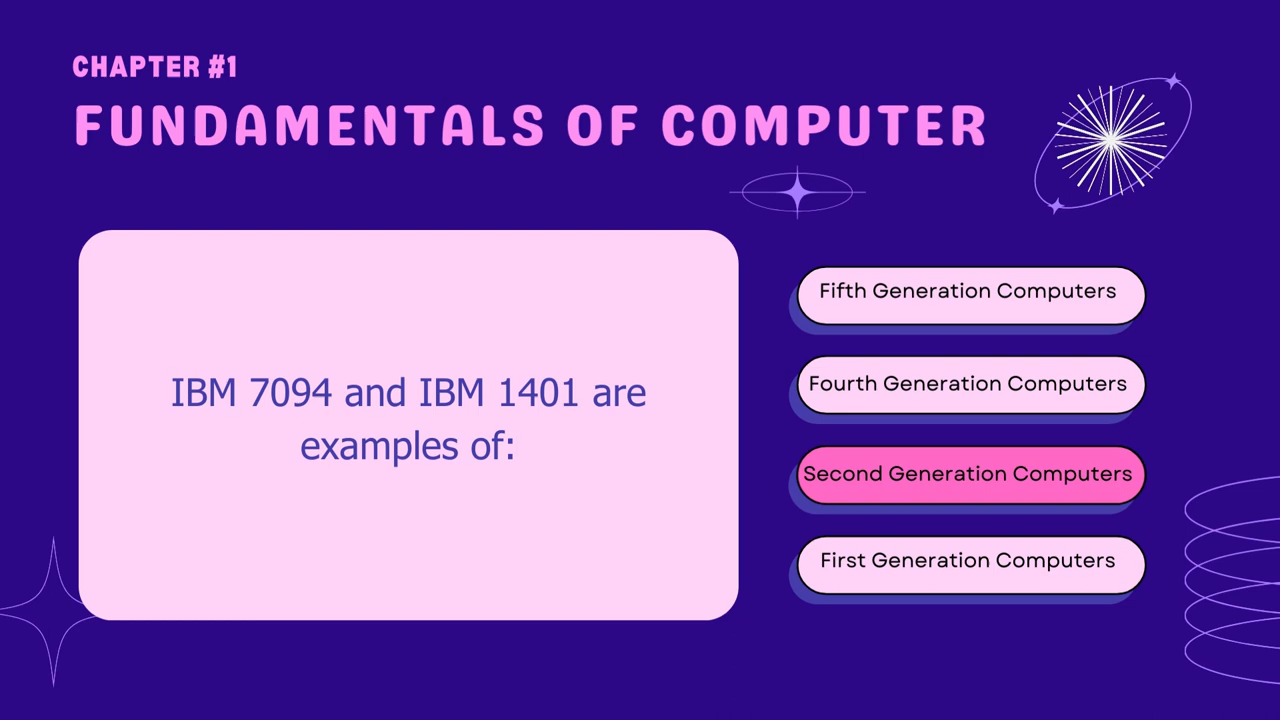 CHAPTER #1
FUNDAMENTALS OF COMPUTER
IBM 7094 and IBM 1401 are
examples of:
Fifth Generation Computers
Fourth Generation Computers
Second Generation Computers
First Generation Computers